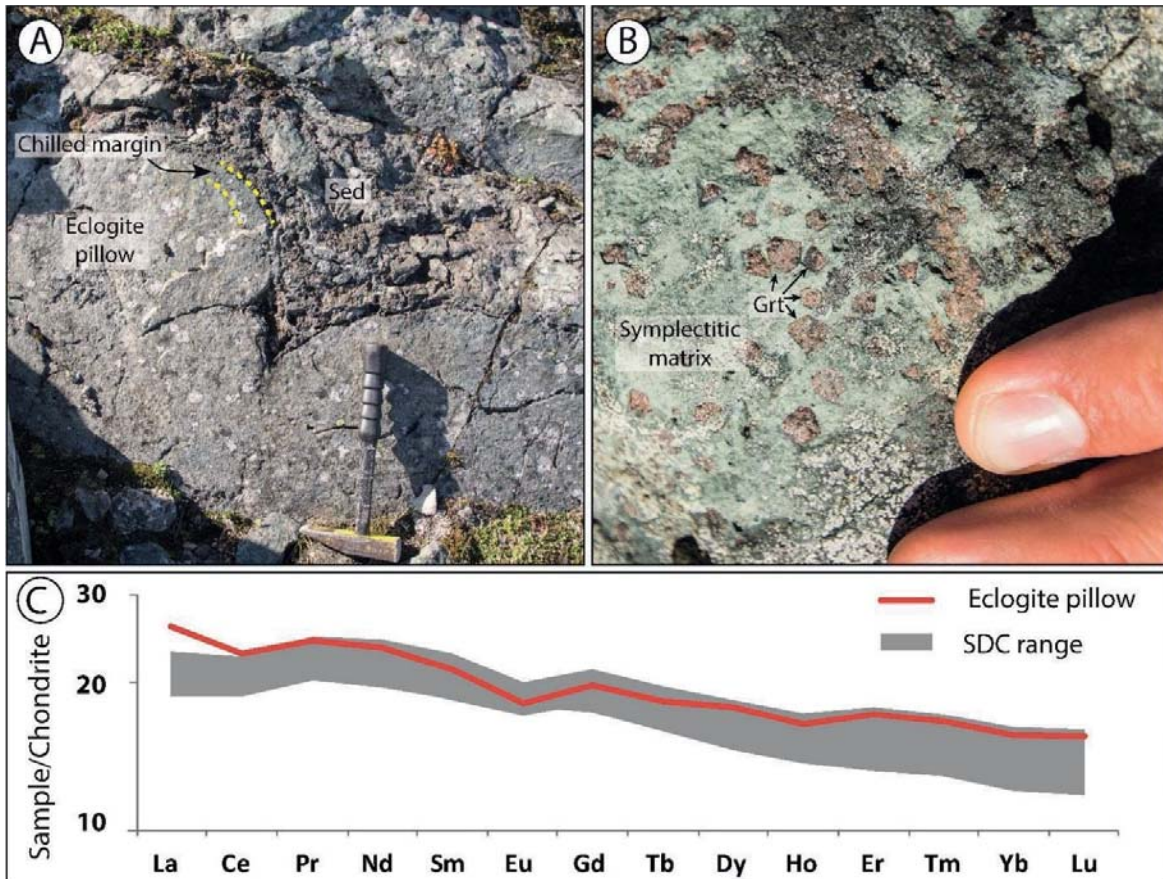 A
Chilled margin
Sed
Eclogite
pillow
B
Grt
Symplectitic
matrix
C
30
20
10
Sample/Chondrite
Eclogite pillow
SDC range
La Ce Pr Nd Sm Eu Gd Tb Dy Ho Er Tm Yb Lu